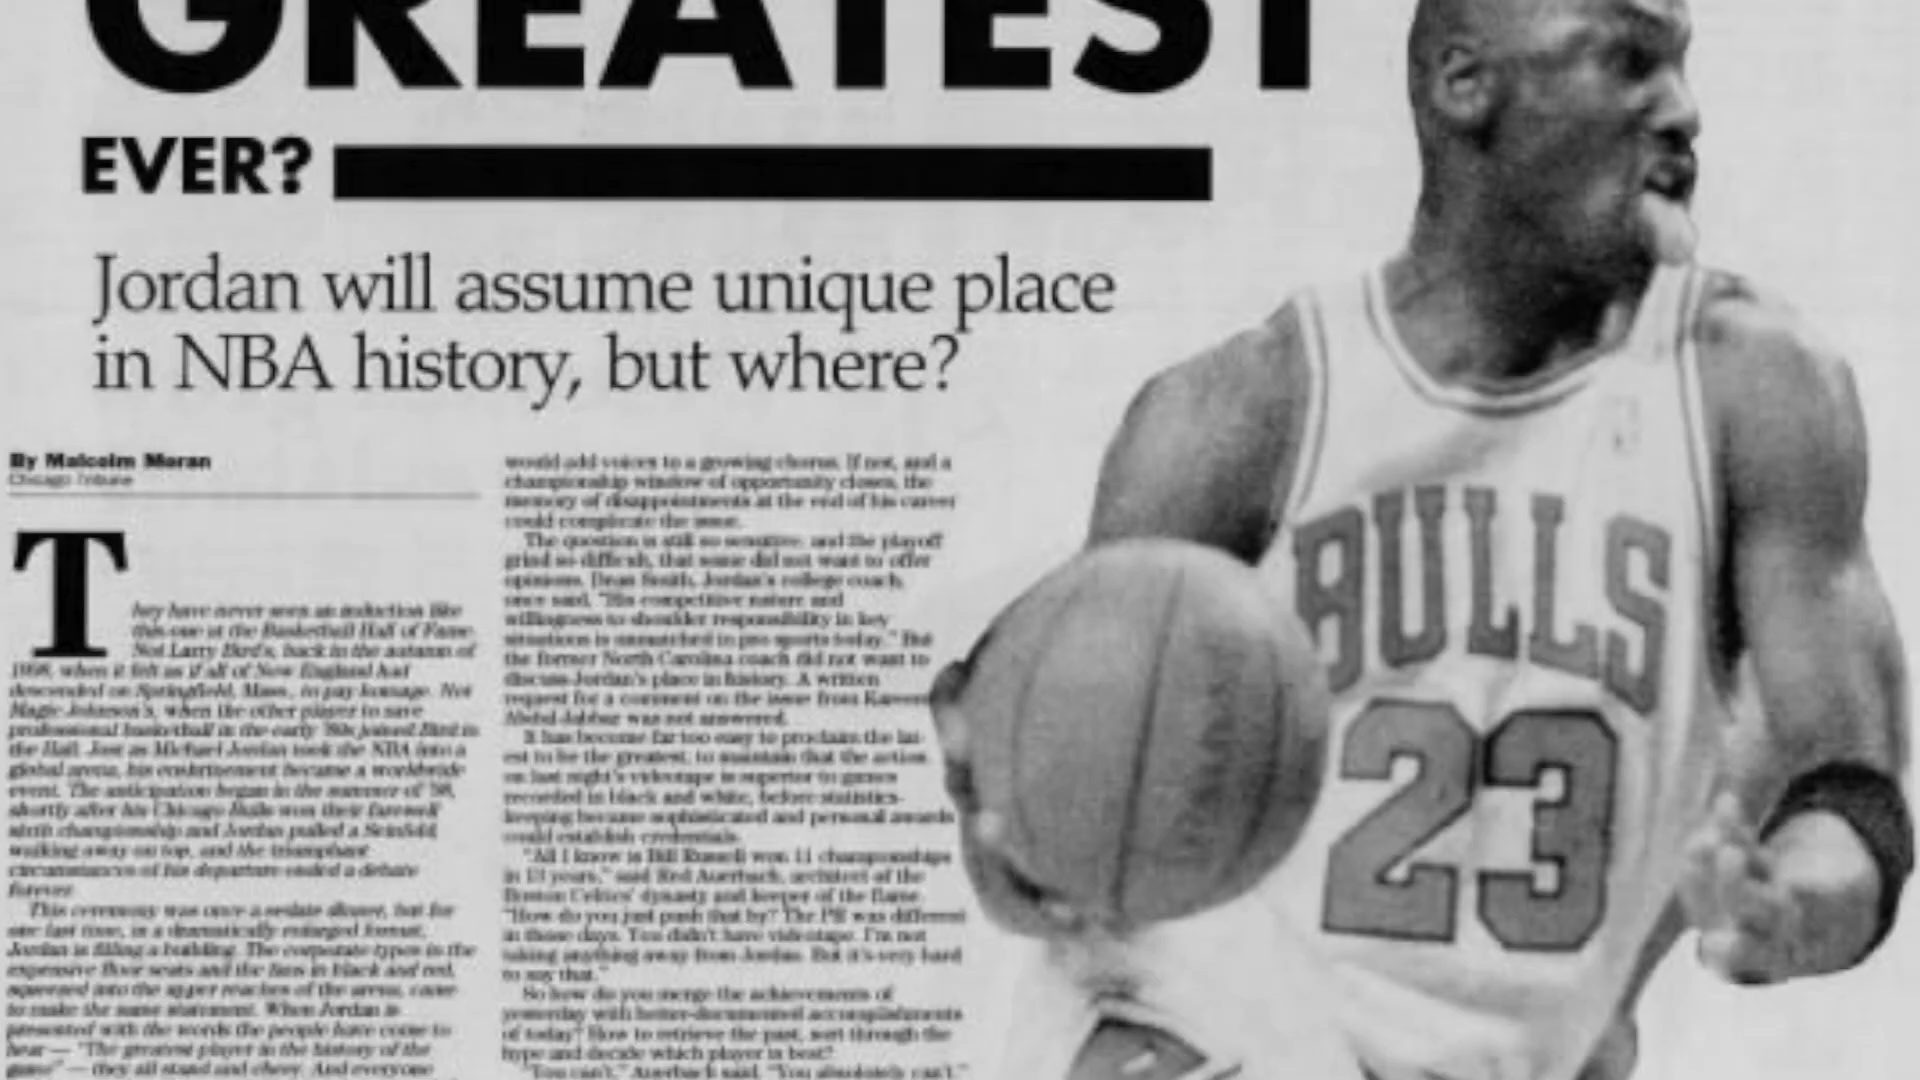 GREATEST
EVER?
Jordan will assume unique place
in NBA history, but where?
By Malcolm Moran
Chicago Tribune
They have never seen an induction like
this one at the Basketball Hall of Fame.
Not Larry Bird's, back in the autumn of
1998, when it felt as if all of New England had
descended on Springfield, Mass., to pay homage. Not
Magic Johnson's, when the other player to save
professional basketball in the early '80s joined Bird in
the Hall. Just as Michael Jordan took the NBA into a
global arena, his enshrinement became a worldwide
event. The anticipation began in the summer of '98,
shortly after his Chicago Bulls won their farewell
sixth championship and Jordan pulled a Seinfeld,
walking away on top, and the triumphant
circumstances of his departure ended a debate
forever.
This ceremony was once a sedate dinner, but for
one last time, in a dramatically enlarged format,
Jordan is filling a building. The corporate types in the
expensive floor seats and the fans in black and red,
squeezed into the upper reaches of the arena, came
to make the same statement. When Jordan is
presented with the words the people have come to
hear — "The greatest player in the history of the
game" — they all stand and cheer. And everyone
would add voices to a growing chorus. If not, and a
championship window of opportunity closes, the
memory of disappointments at the end of his career
could complicate the issue.
The question is still so sensitive, and the playoff
grind so difficult, that some did not want to offer
opinions. Dean Smith, Jordan's college coach,
once said, "His competitive nature and
willingness to shoulder responsibility in key
situations is unmatched in pro sports today." But
the former North Carolina coach did not want to
discuss Jordan's place in history. A written
request for a comment on the issue from Kareem
Abdul-Jabbar was not answered.
It has become far too easy to proclaim the lat-
est to be the greatest, to maintain that the action
on last night's videotape is superior to games
recorded in black and white, before statistics-
keeping became sophisticated and personal awards
could establish credentials.
"All I know is Bill Russell won 11 championships
in 13 years," said Red Auerbach, architect of the
Boston Celtics' dynasty and keeper of the flame.
"How do you just push that by? The PR was different
in those days. You didn't have videotape. I'm not
taking anything away from Jordan. But it's very hard
to say that."
So how do you merge the achievements of
yesterday with better-documented accomplishments
of today? How to retrieve the past, sort through the
hype and decide which player is best?
"You can't," Auerbach said. "You absolutely can't."
BULLS
23